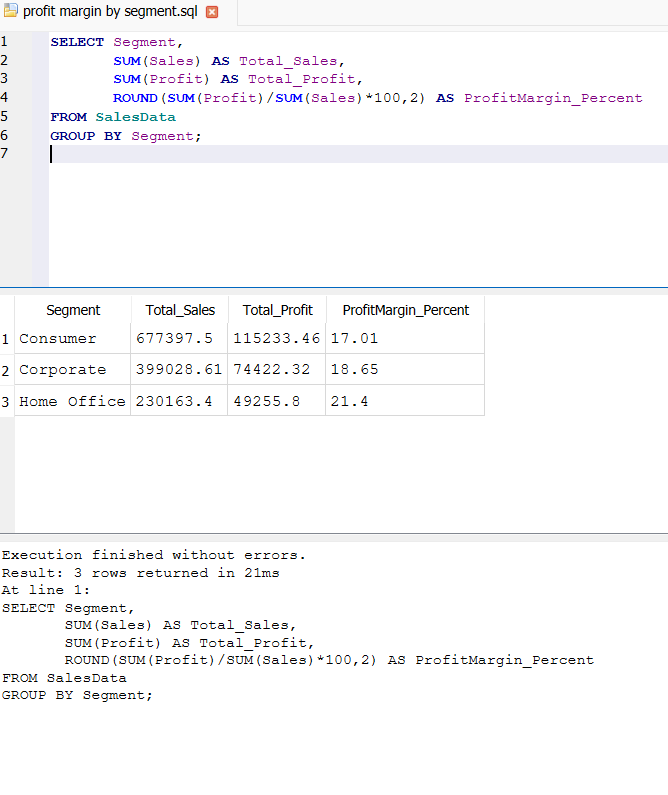 profit margin by segment.sql
1 SELECT Segment,
2 SUM(Sales) AS Total_Sales,
3 SUM(Profit) AS Total_Profit,
4 ROUND(SUM(Profit)/SUM(Sales)*100,2) AS ProfitMargin_Percent
5 FROM SalesData
6 GROUP BY Segment;
7
Segment Total_Sales Total_Profit ProfitMargin_Percent
1 Consumer 677397.5 115233.46 17.01
2 Corporate 399028.61 74422.32 18.65
3 Home Office 230163.4 49255.8 21.4
Execution finished without errors.
Result: 3 rows returned in 21ms
At line 1:
SELECT Segment,
SUM(Sales) AS Total_Sales,
SUM(Profit) AS Total_Profit,
ROUND(SUM(Profit)/SUM(Sales)*100,2) AS ProfitMargin_Percent
FROM SalesData
GROUP BY Segment;